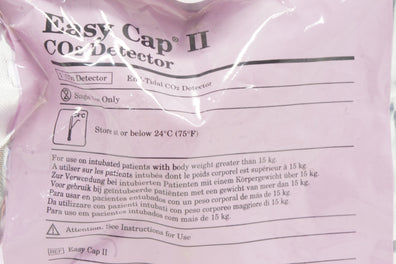 Easy Cap® II
CO2 Detector
CO2 Detector End-Tidal CO2 Detector
Single Use Only
Store at or below 24°C (75°F)
For use on intubated patients with body weight greater than 15 kg.
A utiliser sur les patients intubés dont le poids corporel est supérieur à 15 kg.
Zur Verwendung bei intubierten Patienten mit einem Körpergewicht über 15 kg.
Voor gebruik bij geïntubeerde patiënten met een gewicht van meer dan 15 kg.
Para usar en pacientes entubados con un peso corporal de más de 15 kg.
Da utilizzare con pazienti intubati con peso corporeo maggiore di 15 kg.
Para uso em pacientes intubados com mais de 15 kg.
Attention. See Instructions for Use
REF Easy Cap II